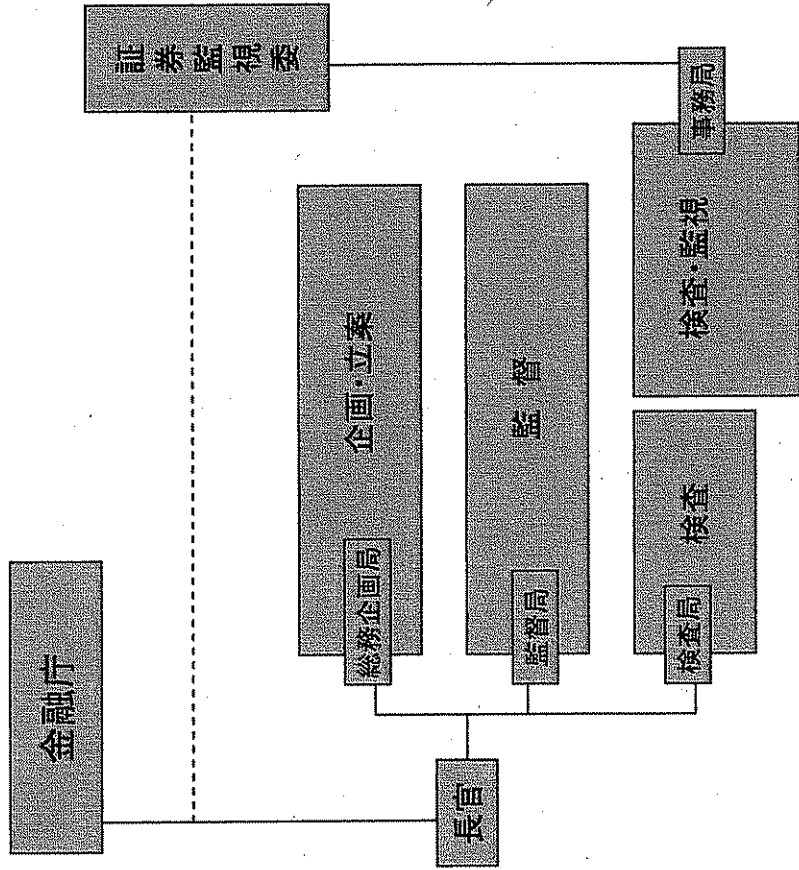 金融庁
証券監視委
長官
総務企画局
企画・立案
監督局
監督
検査局
検査
検査・監視
事務局